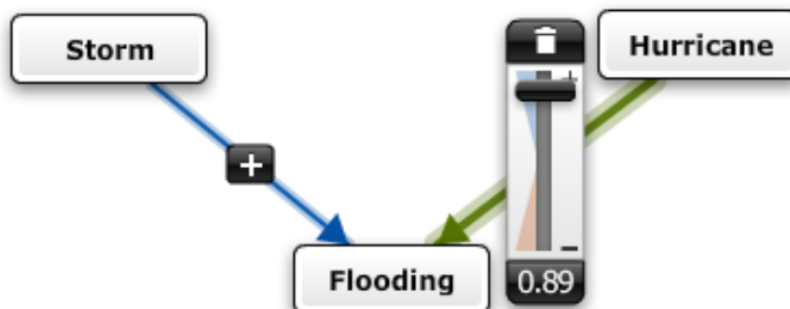 Storm
Hurricane
+
+
Flooding
−
0.89